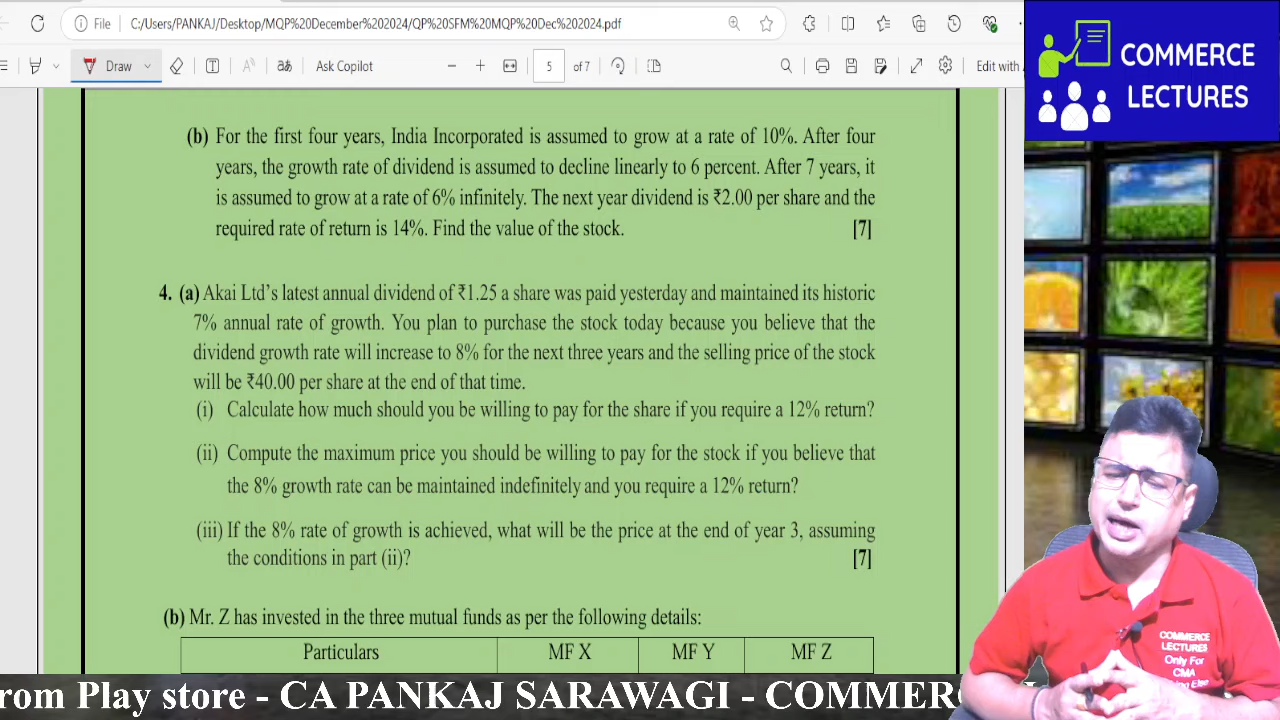 File C:/Users/PANKAJ/Desktop/MQP%20December%202024/QP%20SFM%20MQP%20Dec%202024.pdf
Draw
Ask Copilot
5 of 7
Edit with
COMMERCE
LECTURES
(b) For the first four years, India Incorporated is assumed to grow at a rate of 10%. After four
years, the growth rate of dividend is assumed to decline linearly to 6 percent. After 7 years, it
is assumed to grow at a rate of 6% infinitely. The next year dividend is ₹2.00 per share and the
required rate of return is 14%. Find the value of the stock. [7]
4. (a) Akai Ltd's latest annual dividend of ₹1.25 a share was paid yesterday and maintained its historic
7% annual rate of growth. You plan to purchase the stock today because you believe that the
dividend growth rate will increase to 8% for the next three years and the selling price of the stock
will be ₹40.00 per share at the end of that time.
(i) Calculate how much should you be willing to pay for the share if you require a 12% return?
(ii) Compute the maximum price you should be willing to pay for the stock if you believe that
the 8% growth rate can be maintained indefinitely and you require a 12% return?
(iii) If the 8% rate of growth is achieved, what will be the price at the end of year 3, assuming
the conditions in part (ii)? [7]
(b) Mr. Z has invested in the three mutual funds as per the following details:
Particulars MF X MF Y MF Z
COMMERCE
LECTURES
Only For
CMA
rom Play store - CA PANKAJ SARAWAGI - COMMERC